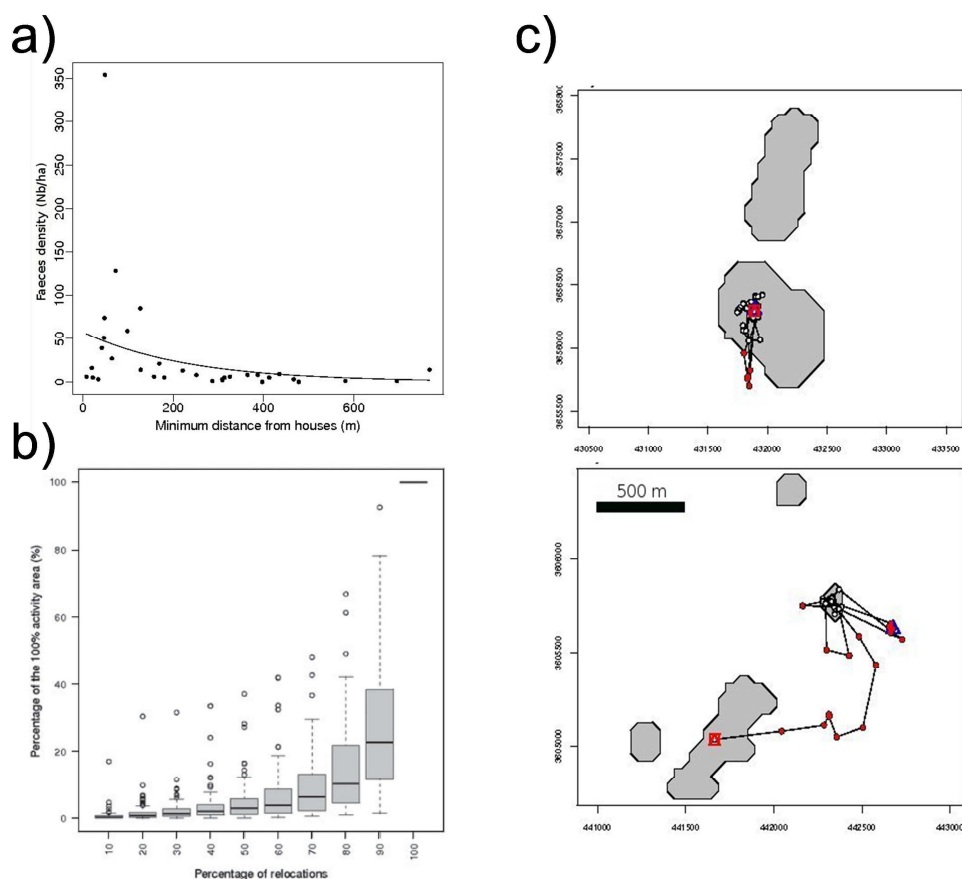 a)
Faeces density (Nb/ha)
350
300
250
200
150
100
50
0
0 200 400 600
Minimum distance from houses (m)
b)
Percentage of the 100% activity area (%)
100
80
60
40
20
0
10 20 30 40 50 60 70 80 90 100
Percentage of relocations
c)
3657500
3657000
3656500
3656000
3655500
430500 431000 431500 432000 432500 433000 433500
500 m
3606000
3605500
3605000
441000 441500 442000 442500 443000